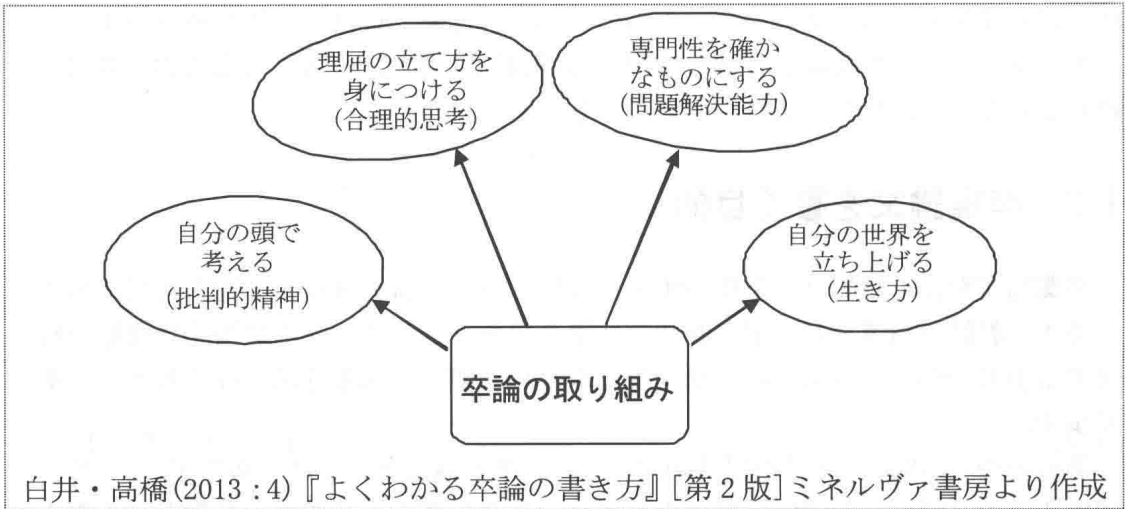 理屈の立て方を
身につける
(合理的思考)
専門性を確か
なものにする
(問題解決能力)
自分の頭で
考える
(批判的精神)
自分の世界を
立ち上げる
(生き方)
卒論の取り組み
白井・高橋(2013:4)『よくわかる卒論の書き方』[第2版]ミネルヴァ書房より作成